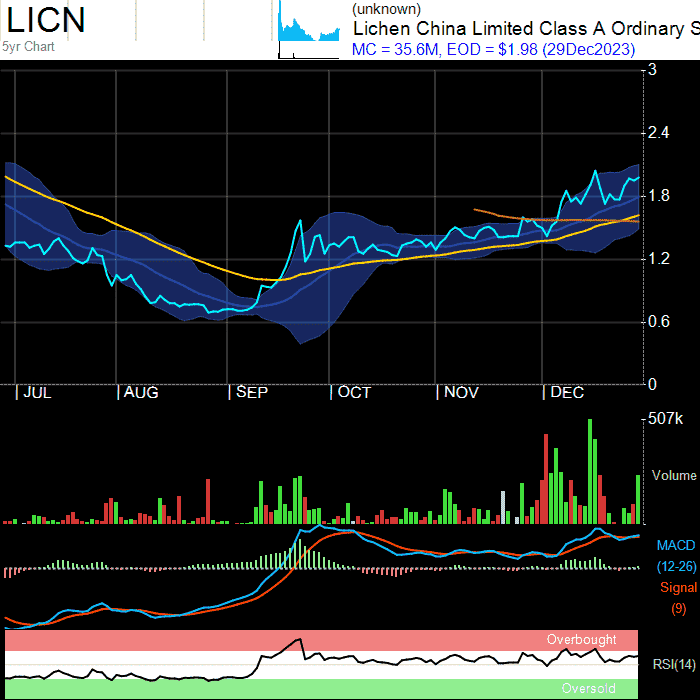 LICN
5yr Chart
(unknown)
Lichen China Limited Class A Ordinary S
MC = 35.6M, EOD = $1.98 (29Dec2023)
3
2.4
1.8
1.2
0.6
0
JUL
AUG
SEP
OCT
NOV
DEC
507k
Volume
MACD
(12-26)
Signal
(9)
Overbought
RSI(14)
Oversold